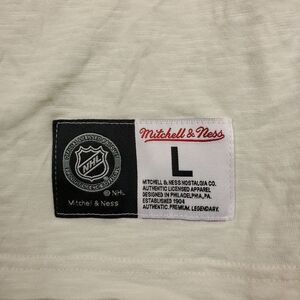 NHL
© NHL
Mitchell & Ness
Mitchell & Ness
L
MITCHELL & NESS NOSTALGIA CO.
AUTHENTIC LICENSED APPAREL
DESIGNED IN PHILADELPHIA, PA.
ESTABLISHED 1904
AUTHENTIC. PREMIUM. LEGENDARY.